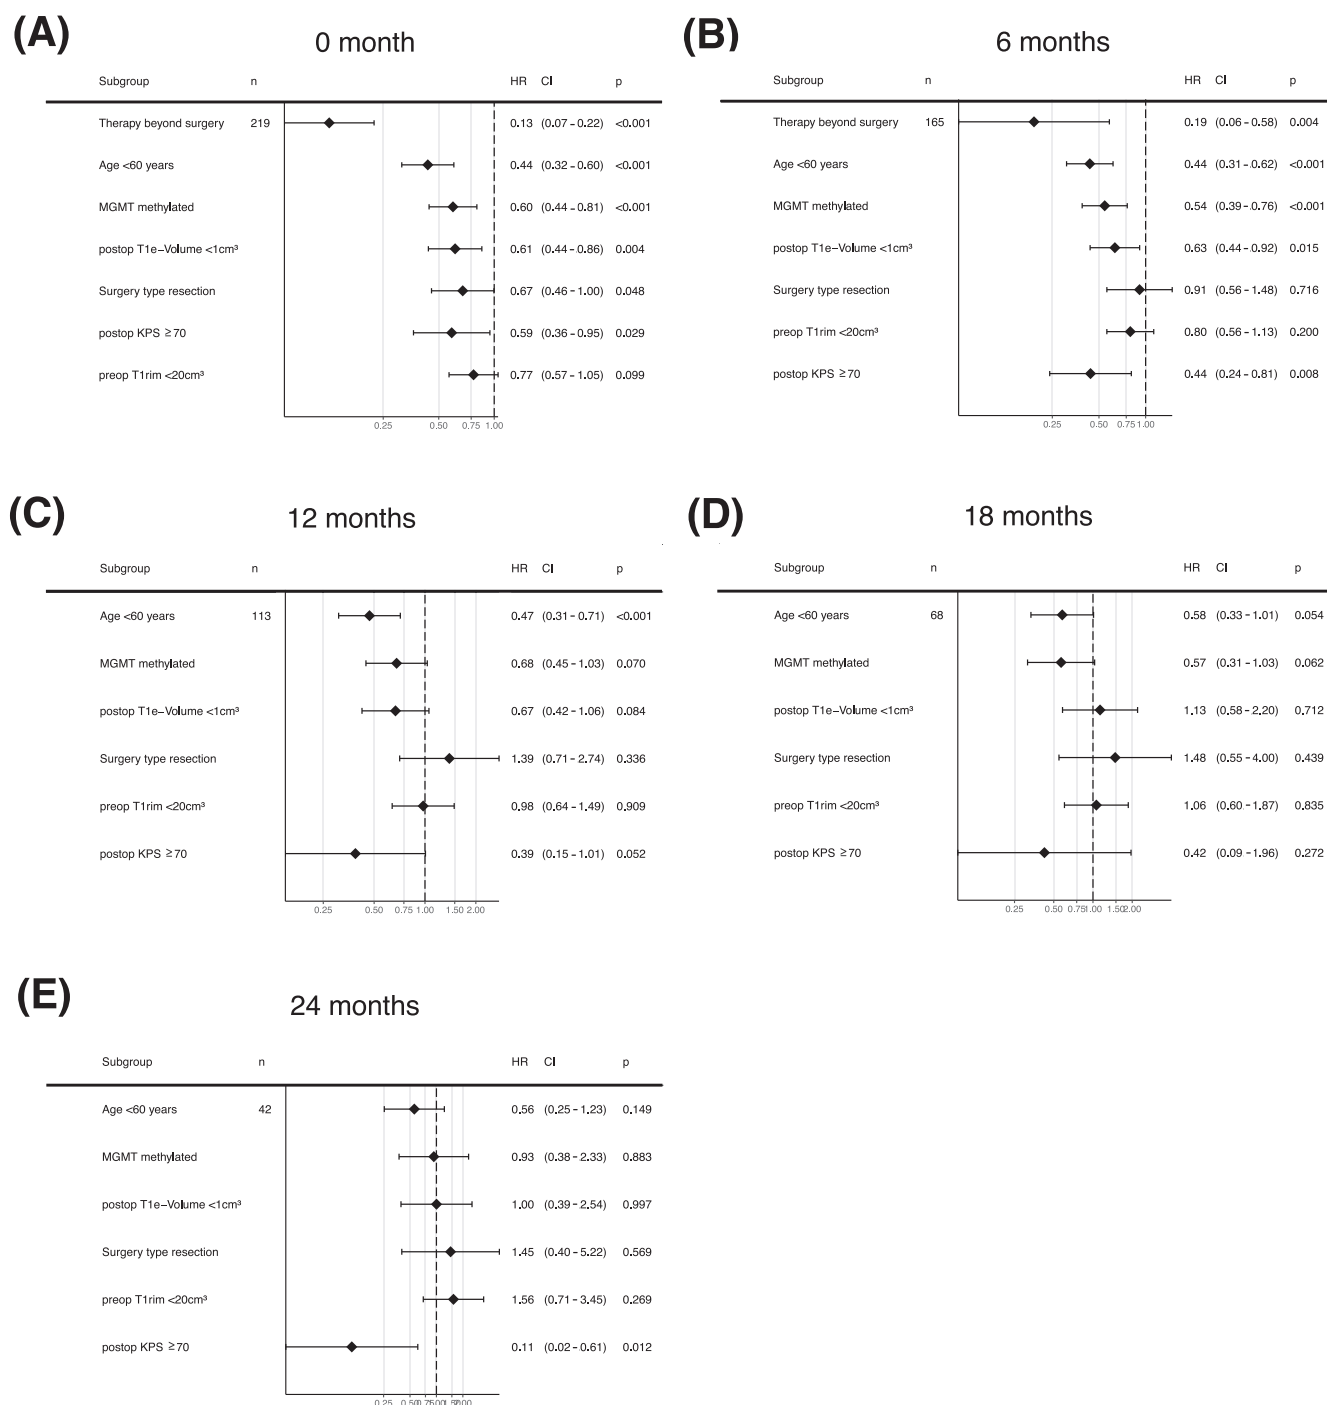 (A)
0 month
Subgroup n HR CI p
Therapy beyond surgery 219 0.13 (0.07 – 0.22) <0.001
Age <60 years 0.44 (0.32 – 0.60) <0.001
MGMT methylated 0.60 (0.44 – 0.81) <0.001
postop T1e−Volume <1cm³ 0.61 (0.44 – 0.86) 0.004
Surgery type resection 0.67 (0.46 – 1.00) 0.048
postop KPS ≥70 0.59 (0.36 – 0.95) 0.029
preop T1rim <20cm³ 0.77 (0.57 – 1.05) 0.099
0.25 0.50 0.75 1.00
(B)
6 months
Subgroup n HR CI p
Therapy beyond surgery 165 0.19 (0.06 – 0.58) 0.004
Age <60 years 0.44 (0.31 – 0.62) <0.001
MGMT methylated 0.54 (0.39 – 0.76) <0.001
postop T1e−Volume <1cm³ 0.63 (0.44 – 0.92) 0.015
Surgery type resection 0.91 (0.56 – 1.48) 0.716
preop T1rim <20cm³ 0.80 (0.56 – 1.13) 0.200
postop KPS ≥70 0.44 (0.24 – 0.81) 0.008
0.25 0.50 0.75 1.00
(C)
12 months
Subgroup n HR CI p
Age <60 years 113 0.47 (0.31 – 0.71) <0.001
MGMT methylated 0.68 (0.45 – 1.03) 0.070
postop T1e−Volume <1cm³ 0.67 (0.42 – 1.06) 0.084
Surgery type resection 1.39 (0.71 – 2.74) 0.336
preop T1rim <20cm³ 0.98 (0.64 – 1.49) 0.909
postop KPS ≥70 0.39 (0.15 – 1.01) 0.052
0.25 0.50 0.75 1.00 1.50 2.00
(D)
18 months
Subgroup n HR CI p
Age <60 years 68 0.58 (0.33 – 1.01) 0.054
MGMT methylated 0.57 (0.31 – 1.03) 0.062
postop T1e−Volume <1cm³ 1.13 (0.58 – 2.20) 0.712
Surgery type resection 1.48 (0.55 – 4.00) 0.439
preop T1rim <20cm³ 1.06 (0.60 – 1.87) 0.835
postop KPS ≥70 0.42 (0.09 – 1.96) 0.272
0.25 0.50 0.75 1.00 1.50 2.00
(E)
24 months
Subgroup n HR CI p
Age <60 years 42 0.56 (0.25 – 1.23) 0.149
MGMT methylated 0.93 (0.38 – 2.33) 0.883
postop T1e−Volume <1cm³ 1.00 (0.39 – 2.54) 0.997
Surgery type resection 1.45 (0.40 – 5.22) 0.569
preop T1rim <20cm³ 1.56 (0.71 – 3.45) 0.269
postop KPS ≥70 0.11 (0.02 – 0.61) 0.012
0.25 0.50 0.75 1.00 1.50 2.00